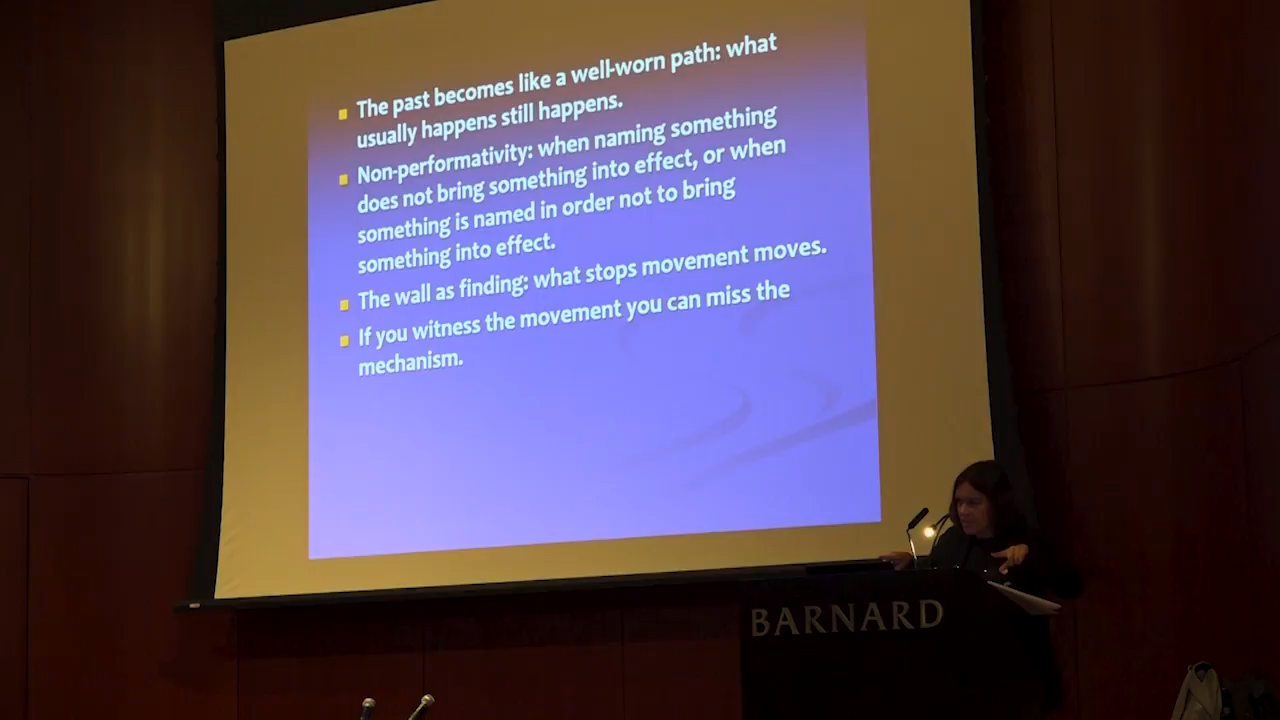 The past becomes like a well-worn path: what
usually happens still happens.
Non-performativity: when naming something
does not bring something into effect, or when
something is named in order not to bring
something into effect.
The wall as finding: what stops movement moves.
If you witness the movement you can miss the
mechanism.
BARNARD